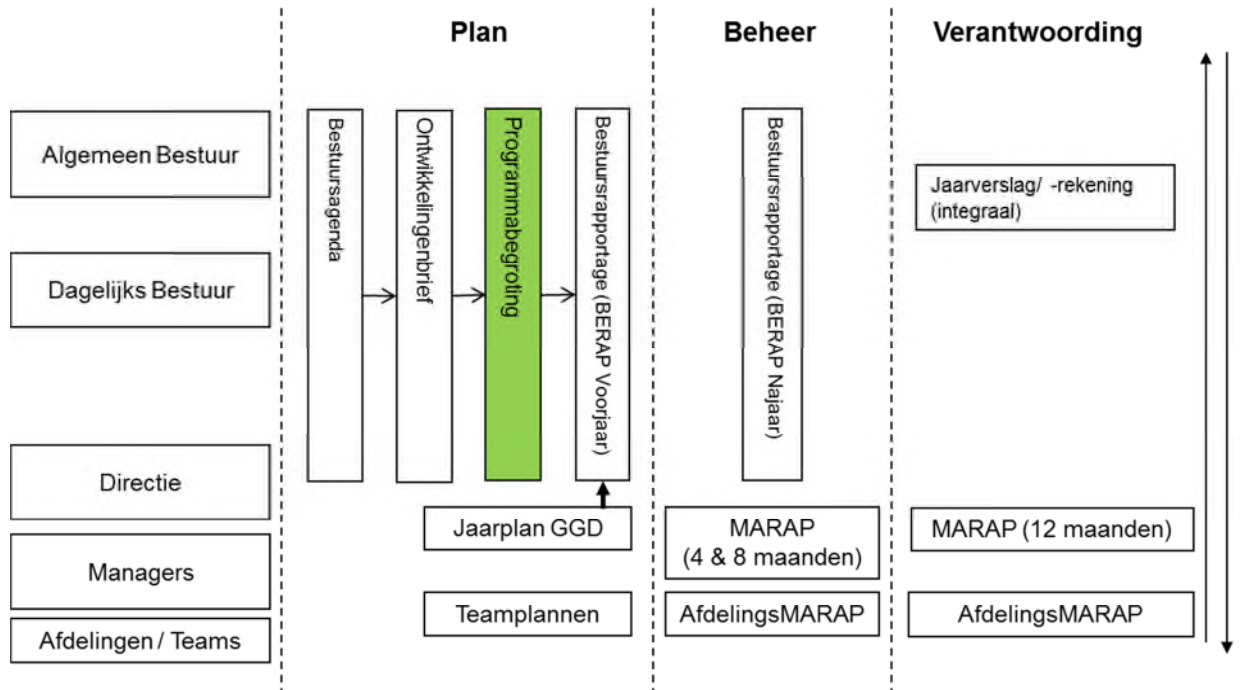 Plan
Beheer
Verantwoording
Algemeen Bestuur
Dagelijks Bestuur
Directie
Managers
Afdelingen / Teams
Bestuursagenda
Ontwikkelingenbrief
Programmabegroting
Bestuursrapportage (BERAP Voorjaar)
Jaarplan GGD
Teamplannen
Bestuursrapportage (BERAP Najaar)
MARAP
(4 & 8 maanden)
AfdelingsMARAP
Jaarverslag/ -rekening
(integraal)
MARAP (12 maanden)
AfdelingsMARAP